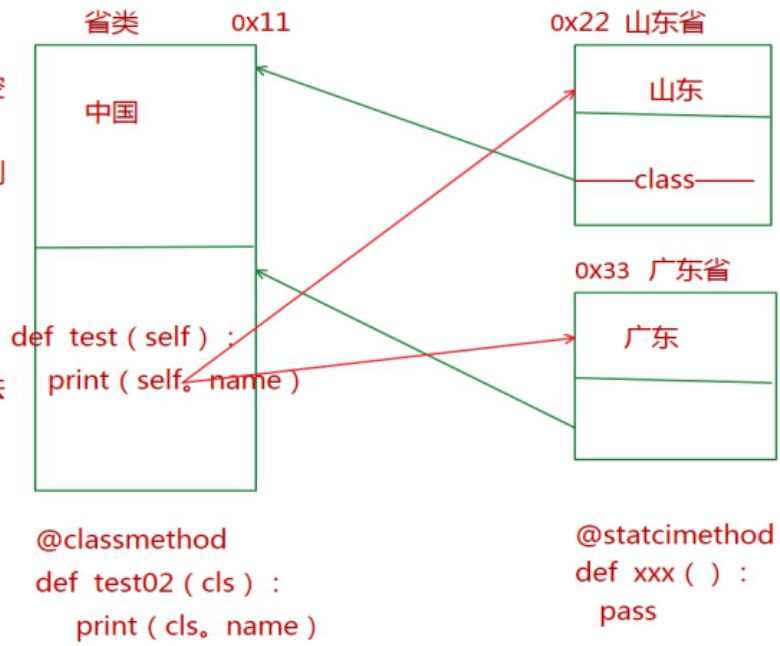 省类 0x11
中国
def test（self）：
print（self。name）
@classmethod
def test02（cls）：
print（cls。name）
0x22 山东省
山东
——class——
0x33 广东省
广东
@statcimethod
def xxx（ ）：
pass